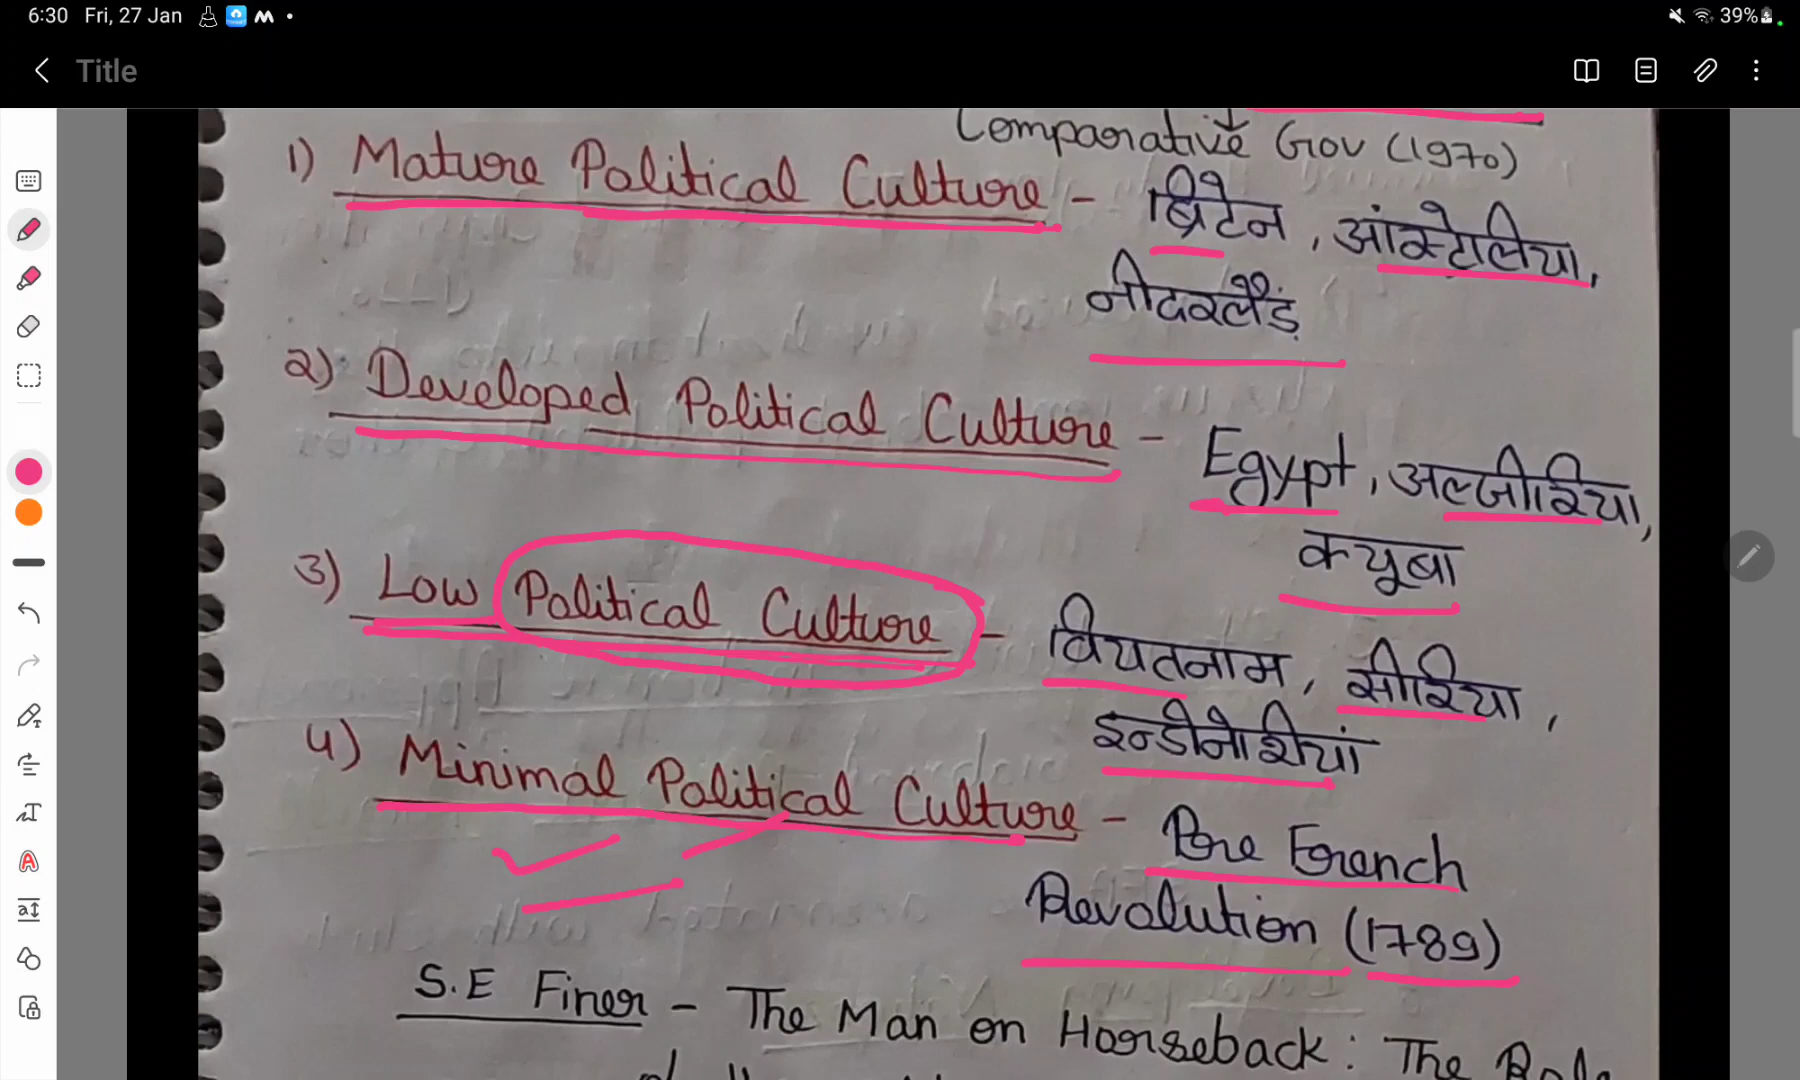 6:30 Fri, 27 Jan 39%
Title
Comparative Gov (1970)
1) Mature Political Culture - ब्रिटेन, आंस्ट्रेलिया,
नीदरलैंड
2) Developed Political Culture - Egypt, अल्जीरिया,
क्यूबा
3) Low Political Culture - वियतनाम, सीरिया,
इन्डोनेशियां
4) Minimal Political Culture - Pre French
Revolution (1789)
S.E Finer - The Man on Horseback: The Role